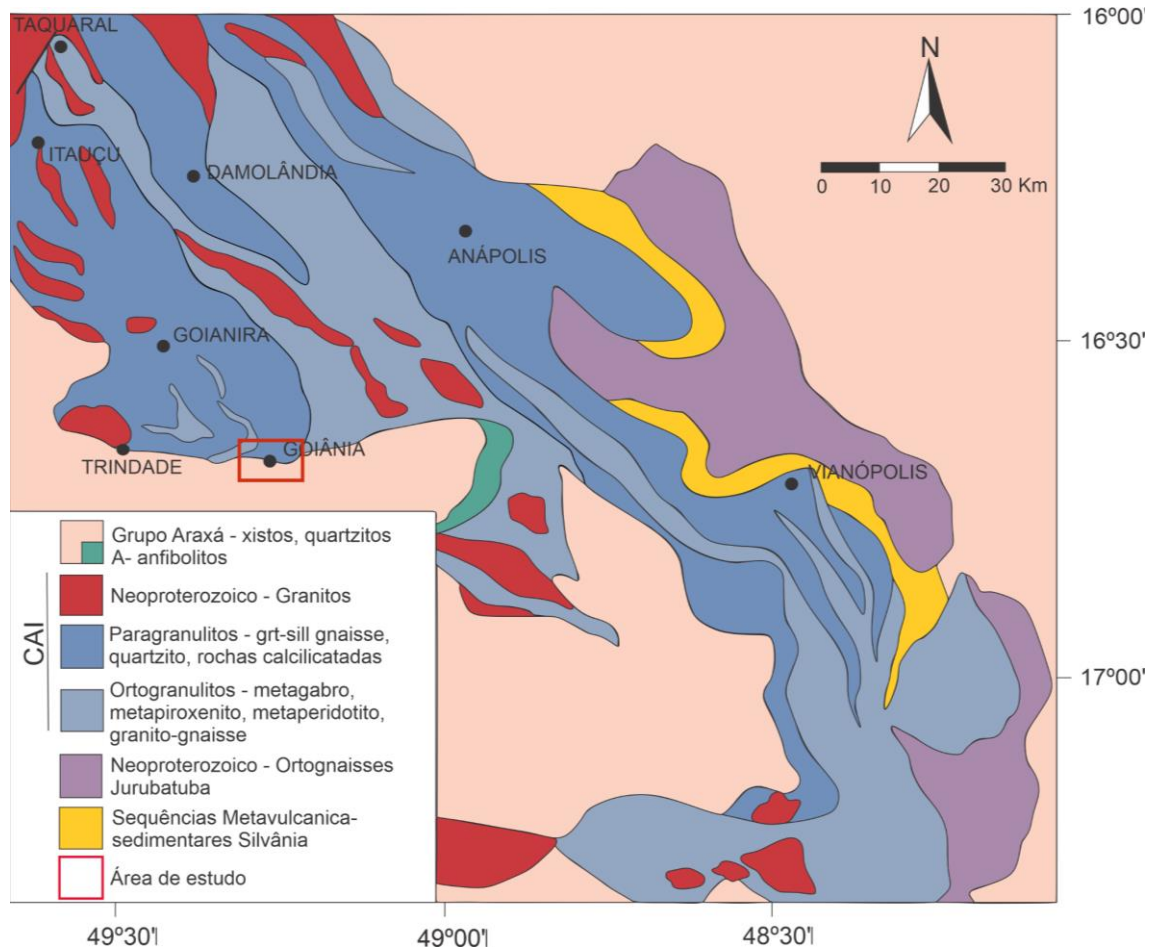 TAQUARAL
16º00'
N
ITAUÇU
DAMOLÂNDIA
0 10 20 30 Km
ANÁPOLIS
GOIANIRA
16º30'
TRINDADE
GOIÂNIA
VIANÓPOLIS
Grupo Araxá - xistos, quartzitos
A- anfibolitos
CAI
Neoproterozoico - Granitos
Paragranulitos - grt-sill gnaisse,
quartzito, rochas calcilicatadas
Ortogranulitos - metagabro,
metapiroxenito, metaperidotito,
granito-gnaisse
17º00'
Neoproterozoico - Ortognaisses
Jurubatuba
Sequências Metavulcanica-
sedimentares Silvânia
Área de estudo
49º30'
49º00'
48º30'